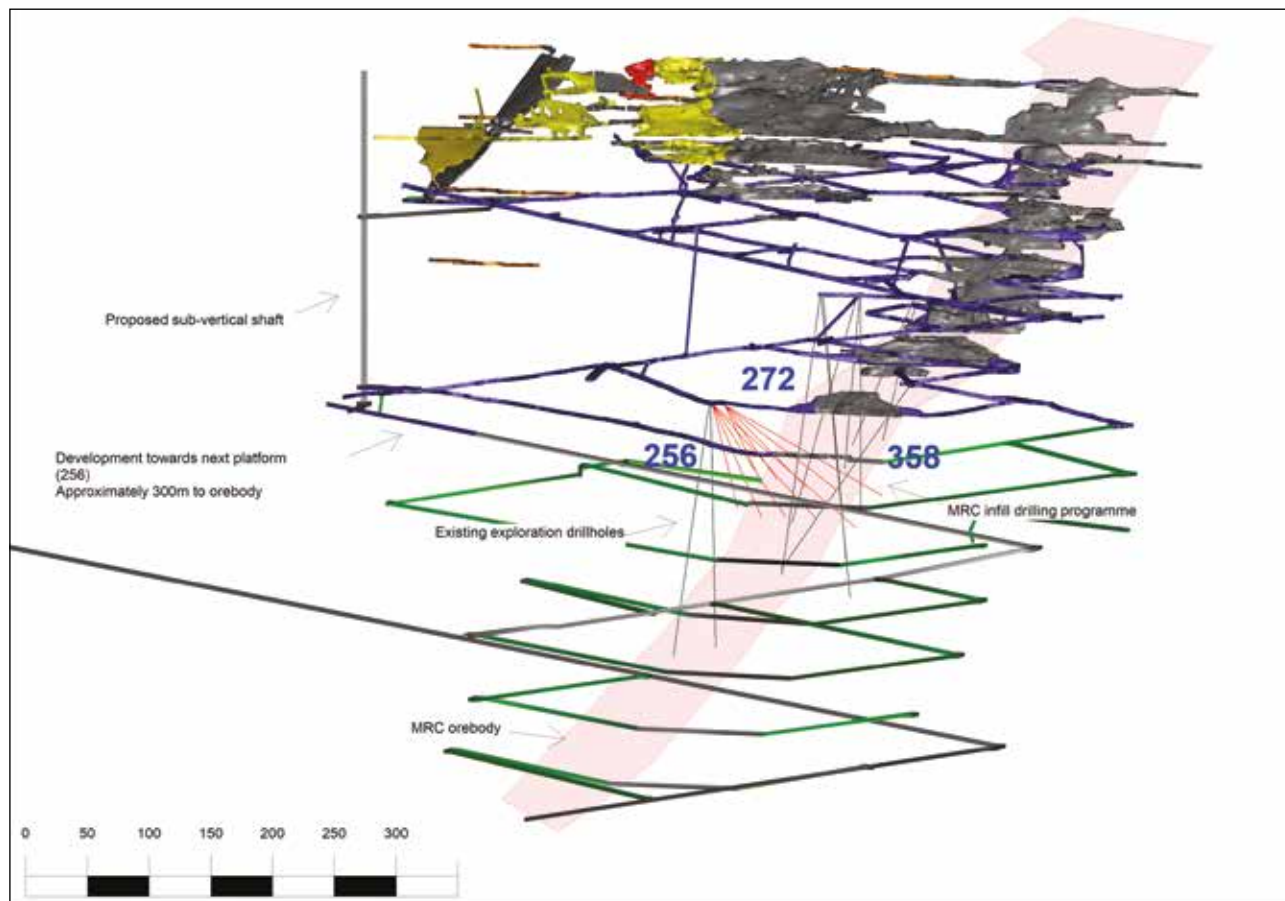 Proposed sub-vertical shaft
272
Development towards next platform
(256)
Approximately 300m to orebody
256
358
Existing exploration drillholes
MRC infill drilling programme
MRC orebody
0 50 100 150 200 250 300